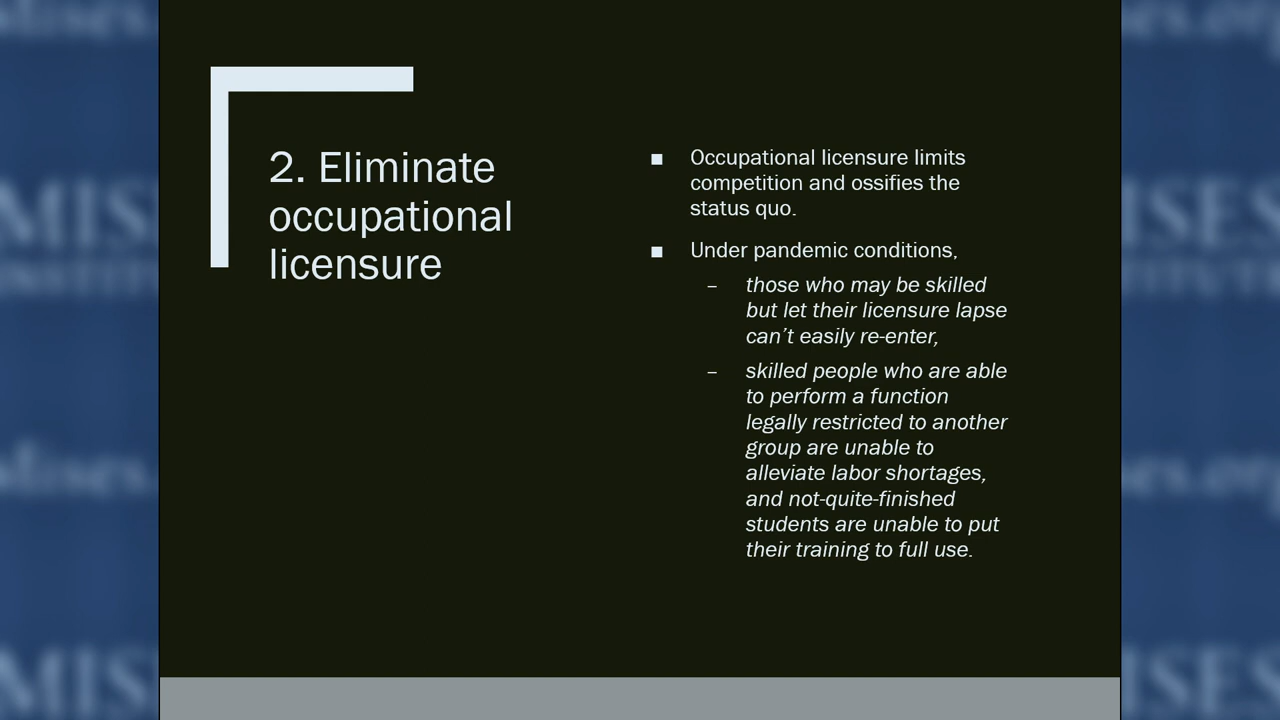 2. Eliminate
occupational
licensure
■ Occupational licensure limits
competition and ossifies the
status quo.
■ Under pandemic conditions,
– those who may be skilled
but let their licensure lapse
can’t easily re-enter,
– skilled people who are able
to perform a function
legally restricted to another
group are unable to
alleviate labor shortages,
and not-quite-finished
students are unable to put
their training to full use.